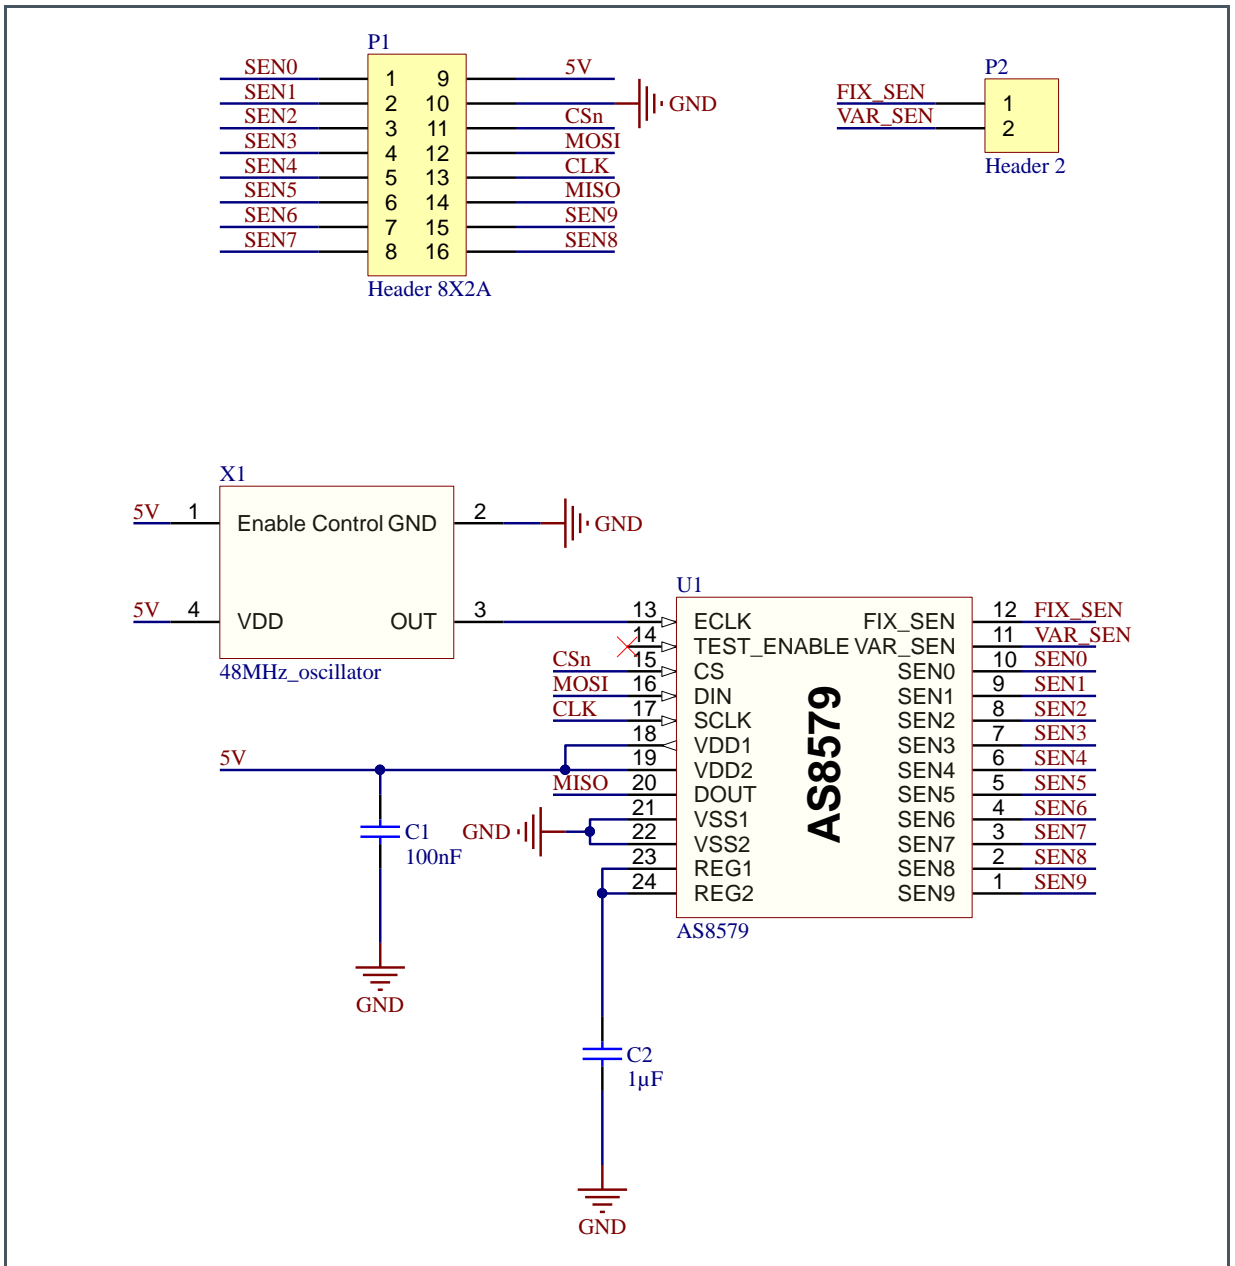 P1
SEN0 1 9 5V
SEN1 2 10 GND
SEN2 3 11 CSn
SEN3 4 12 MOSI
SEN4 5 13 CLK
SEN5 6 14 MISO
SEN6 7 15 SEN9
SEN7 8 16 SEN8
Header 8X2A
P2
FIX_SEN 1
VAR_SEN 2
Header 2
X1
5V 1 Enable Control GND 2 GND
5V 4 VDD OUT 3
48MHz_oscillator
U1
13 ECLK FIX_SEN 12 FIX_SEN
14 TEST_ENABLE VAR_SEN 11 VAR_SEN
CSn 15 CS SEN0 10 SEN0
MOSI 16 DIN SEN1 9 SEN1
CLK 17 SCLK SEN2 8 SEN2
18 VDD1 SEN3 7 SEN3
5V 19 VDD2 SEN4 6 SEN4
MISO 20 DOUT SEN5 5 SEN5
21 VSS1 SEN6 4 SEN6
GND 22 VSS2 SEN7 3 SEN7
23 REG1 SEN8 2 SEN8
24 REG2 SEN9 1 SEN9
AS8579
AS8579
C1
100nF
GND
C2
1µF
GND